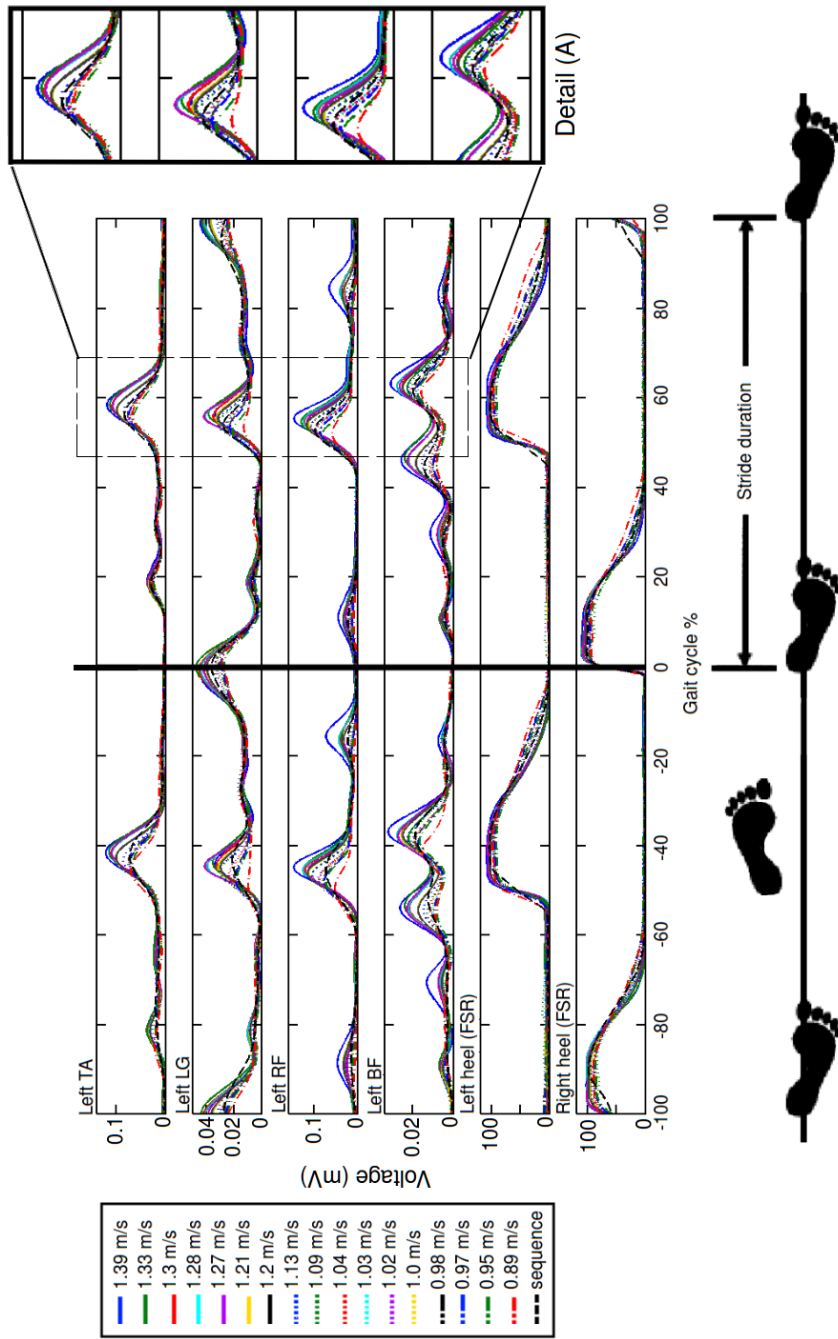 1.39 m/s
1.33 m/s
1.3 m/s
1.28 m/s
1.27 m/s
1.21 m/s
1.2 m/s
1.13 m/s
1.09 m/s
1.04 m/s
1.03 m/s
1.02 m/s
1.0 m/s
0.98 m/s
0.97 m/s
0.95 m/s
0.89 m/s
sequence
Voltage (mV)
Left TA
0.1
0
Left LG
0.04
0.02
0
Left RF
0.1
0
Left BF
0.02
0
Left heel (FSR)
100
0
Right heel (FSR)
100
0
-100
-80
-60
-40
-20
0
20
40
60
80
100
Gait cycle %
Stride duration
Detail (A)